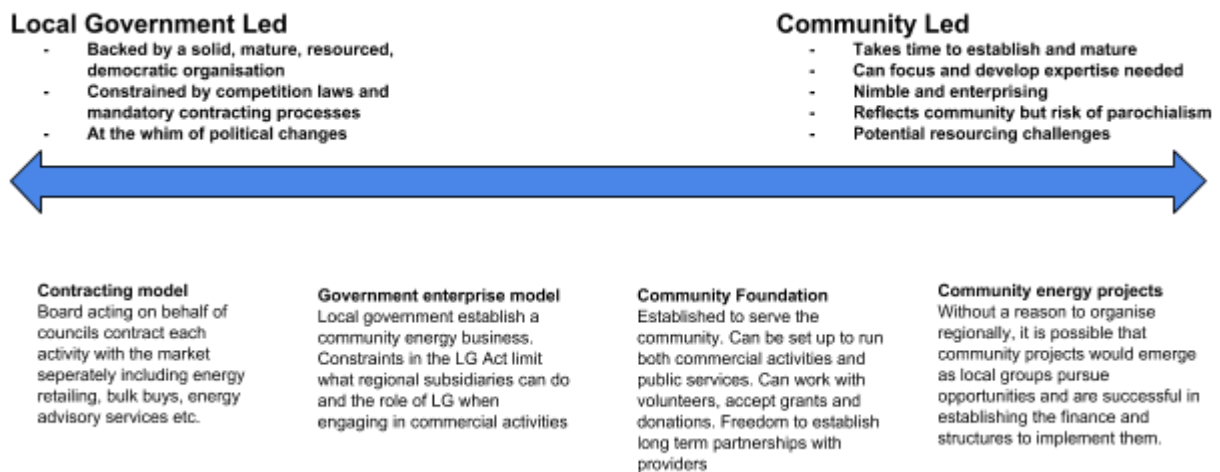 Local Government Led
- Backed by a solid, mature, resourced,
democratic organisation
- Constrained by competition laws and
mandatory contracting processes
- At the whim of political changes
Community Led
- Takes time to establish and mature
- Can focus and develop expertise needed
- Nimble and enterprising
- Reflects community but risk of parochialism
- Potential resourcing challenges
Contracting model
Board acting on behalf of
councils contract each
activity with the market
seperately including energy
retailing, bulk buys, energy
advisory services etc.
Government enterprise model
Local government establish a
community energy business.
Constraints in the LG Act limit
what regional subsidiaries can do
and the role of LG when
engaging in commercial activities
Community Foundation
Established to serve the
community. Can be set up to run
both commercial activities and
public services. Can work with
volunteers, accept grants and
donations. Freedom to establish
long term partnerships with
providers
Community energy projects
Without a reason to organise
regionally, it is possible that
community projects would emerge
as local groups pursue
opportunities and are successful in
establishing the finance and
structures to implement them.